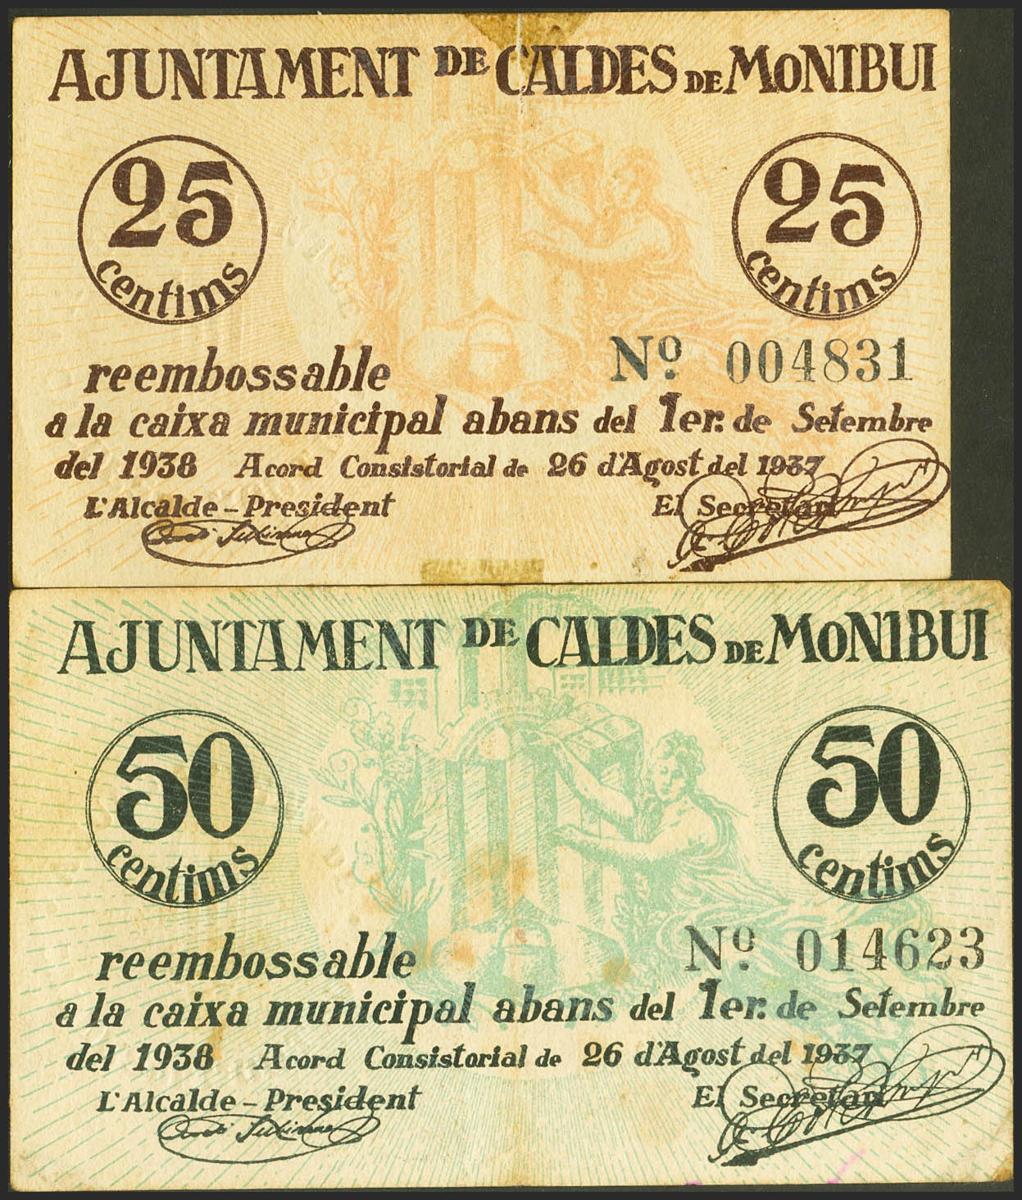 AJUNTAMENT DE CALDES DE MONTBUI
25 25
centims centims
reembossable Nº 004831
a la caixa municipal abans del 1er. de Setembre
del 1938 Acord Consistorial de 26 d'Agost del 1937
L'Alcalde - President El Secretari
AJUNTAMENT DE CALDES DE MONTBUI
50 50
centims centims
reembossable Nº 014623
a la caixa municipal abans del 1er. de Setembre
del 1938 Acord Consistorial de 26 d'Agost del 1937
L'Alcalde - President El Secretari